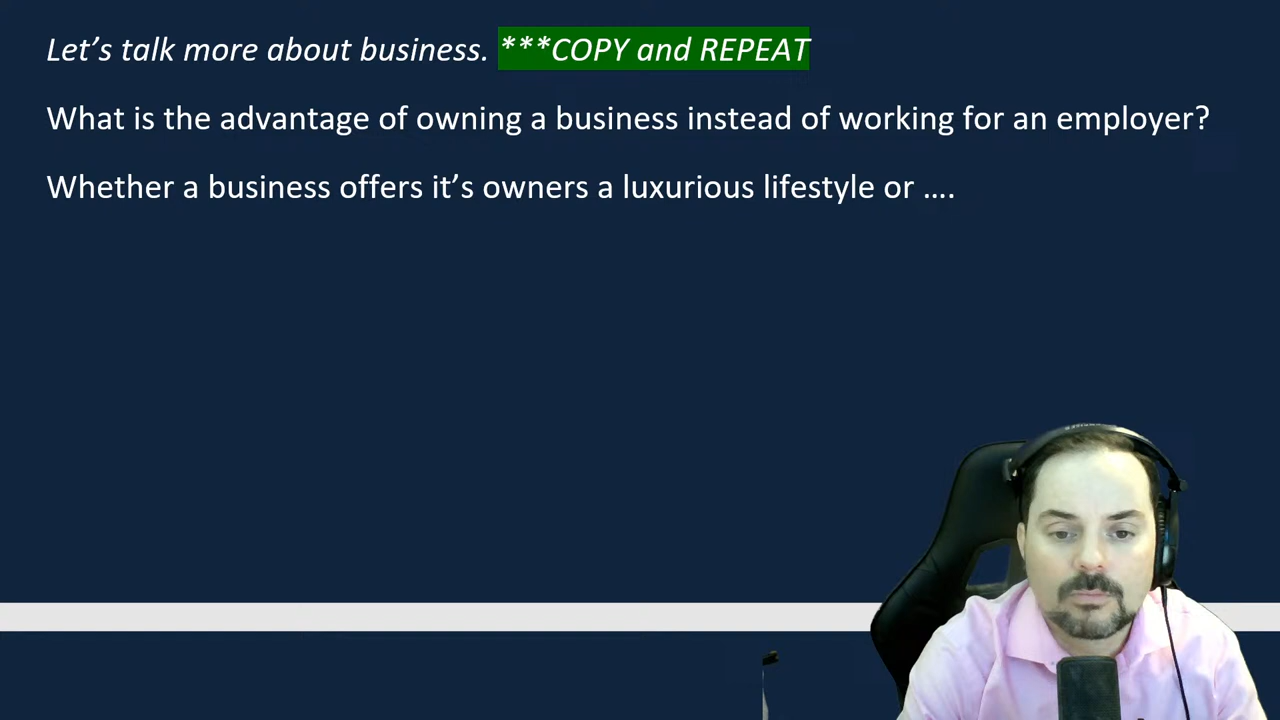 Let’s talk more about business. ***COPY and REPEAT
What is the advantage of owning a business instead of working for an employer?
Whether a business offers it’s owners a luxurious lifestyle or ….